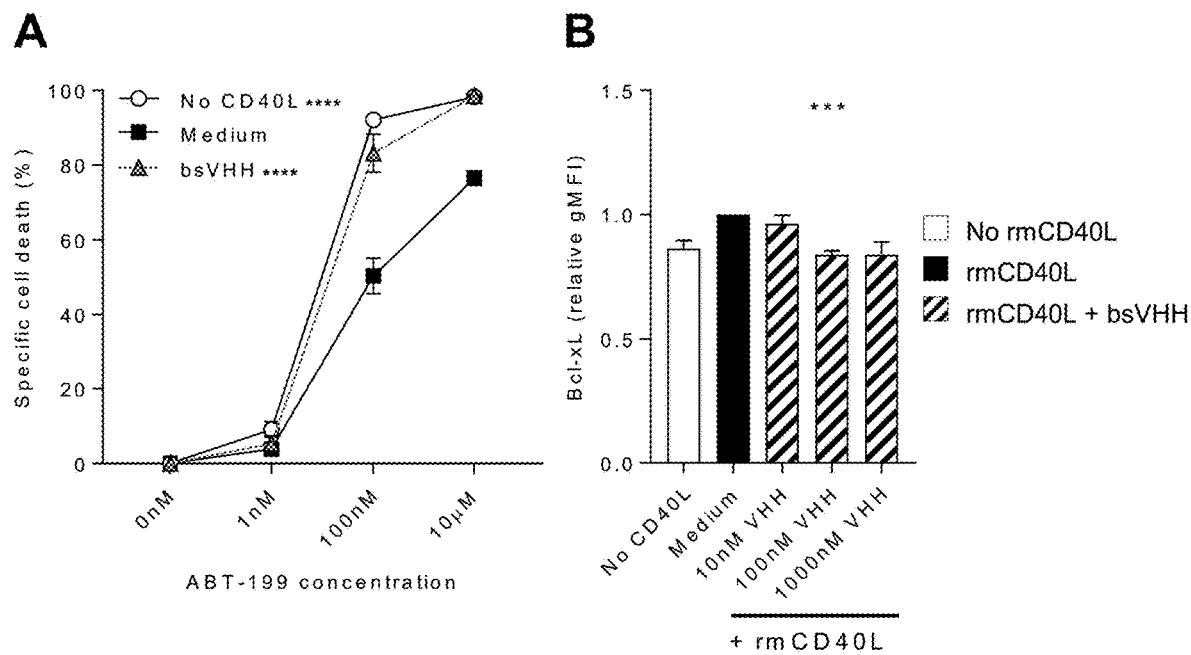 A
100
80
60
40
20
0
Specific cell death (%)
No CD40L ****
Medium
bsVHH ****
0nM
1nM
100nM
10µM
ABT-199 concentration
B
1.5
1.0
0.5
0.0
Bcl-xL (relative gMFI)
***
No CD40L
Medium
10nM VHH
100nM VHH
1000nM VHH
+ rmCD40L
No rmCD40L
rmCD40L
rmCD40L + bsVHH